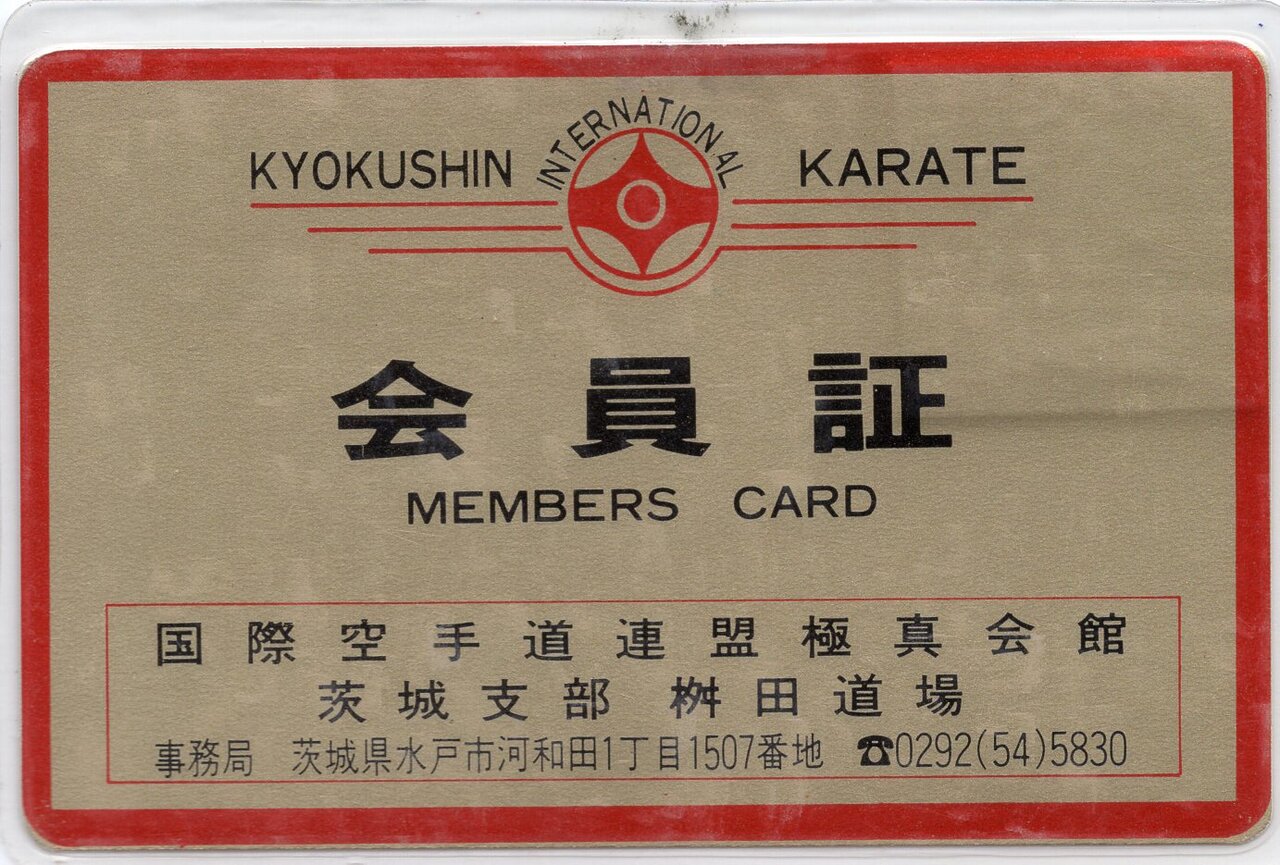 KYOKUSHIN INTERNATIONAL KARATE
会員証
MEMBERS CARD
国際空手道連盟極真会館
茨城支部 桝田道場
事務局 茨城県水戸市河和田1丁目1507番地 ☎0292(54)5830